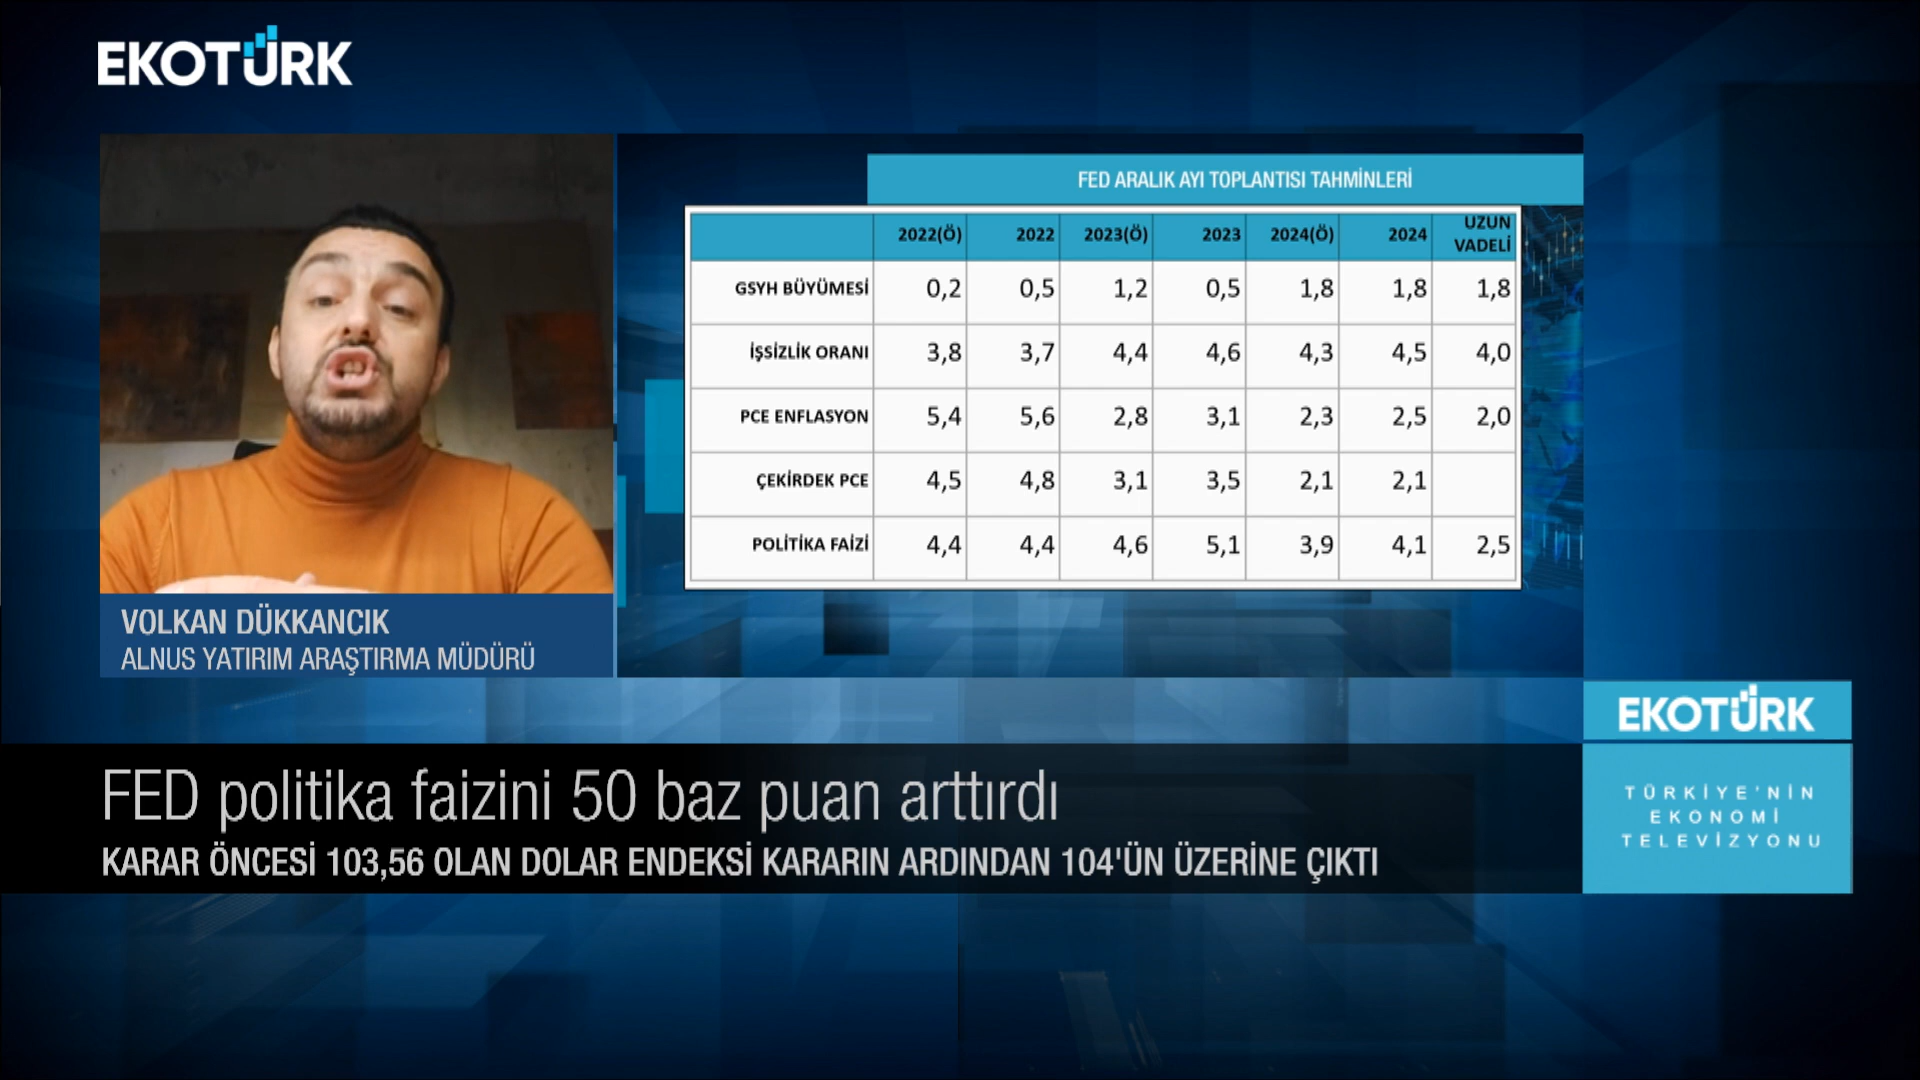 EKOTÜRK
FED ARALIK AYI TOPLANTISI TAHMİNLERİ
2022(Ö) 2022 2023(Ö) 2023 2024(Ö) 2024 UZUN VADELİ
GSYH BÜYÜMESİ 0,2 0,5 1,2 0,5 1,8 1,8 1,8
İŞSİZLİK ORANI 3,8 3,7 4,4 4,6 4,3 4,5 4,0
PCE ENFLASYON 5,4 5,6 2,8 3,1 2,3 2,5 2,0
ÇEKİRDEK PCE 4,5 4,8 3,1 3,5 2,1 2,1
POLİTİKA FAİZİ 4,4 4,4 4,6 5,1 3,9 4,1 2,5
VOLKAN DÜKKANCIK
ALNUS YATIRIM ARAŞTIRMA MÜDÜRÜ
EKOTÜRK
FED politika faizini 50 baz puan arttırdı
KARAR ÖNCESİ 103,56 OLAN DOLAR ENDEKSİ KARARIN ARDINDAN 104'ÜN ÜZERİNE ÇIKTI
TÜRKİYE'NİN
EKONOMİ
TELEVİZYONU